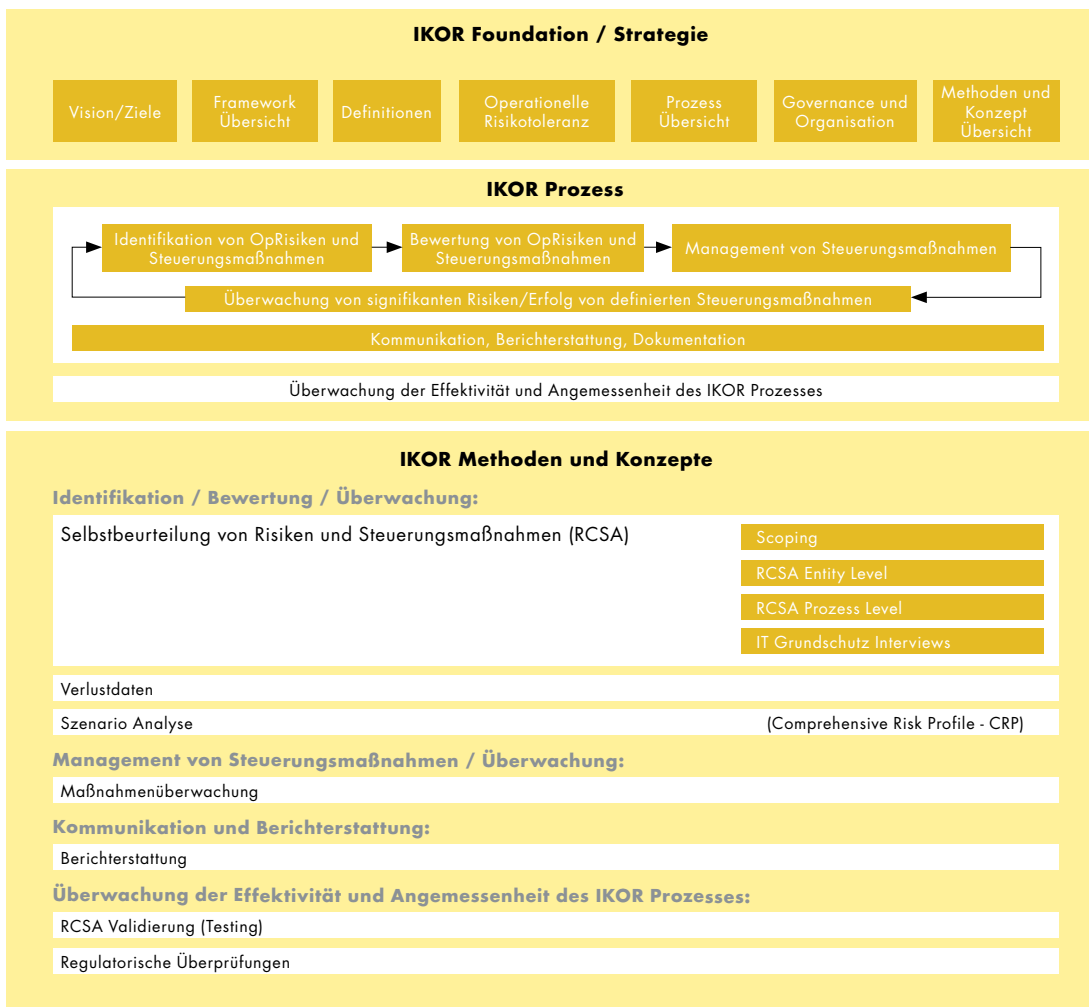 IKOR Foundation / Strategie
Vision/Ziele
Framework
Übersicht
Definitionen
Operationelle
Risikotoleranz
Prozess
Übersicht
Governance und
Organisation
Methoden und
Konzept
Übersicht
IKOR Prozess
Identifikation von OpRisiken und
Steuerungsmaßnahmen
Bewertung von OpRisiken und
Steuerungsmaßnahmen
Management von Steuerungsmaßnahmen
Überwachung von signifikanten Risiken/Erfolg von definierten Steuerungsmaßnahmen
Kommunikation, Berichterstattung, Dokumentation
Überwachung der Effektivität und Angemessenheit des IKOR Prozesses
IKOR Methoden und Konzepte
Identifikation / Bewertung / Überwachung:
Selbstbeurteilung von Risiken und Steuerungsmaßnahmen (RCSA)
Scoping
RCSA Entity Level
RCSA Prozess Level
IT Grundschutz Interviews
Verlustdaten
Szenario Analyse (Comprehensive Risk Profile - CRP)
Management von Steuerungsmaßnahmen / Überwachung:
Maßnahmenüberwachung
Kommunikation und Berichterstattung:
Berichterstattung
Überwachung der Effektivität und Angemessenheit des IKOR Prozesses:
RCSA Validierung (Testing)
Regulatorische Überprüfungen